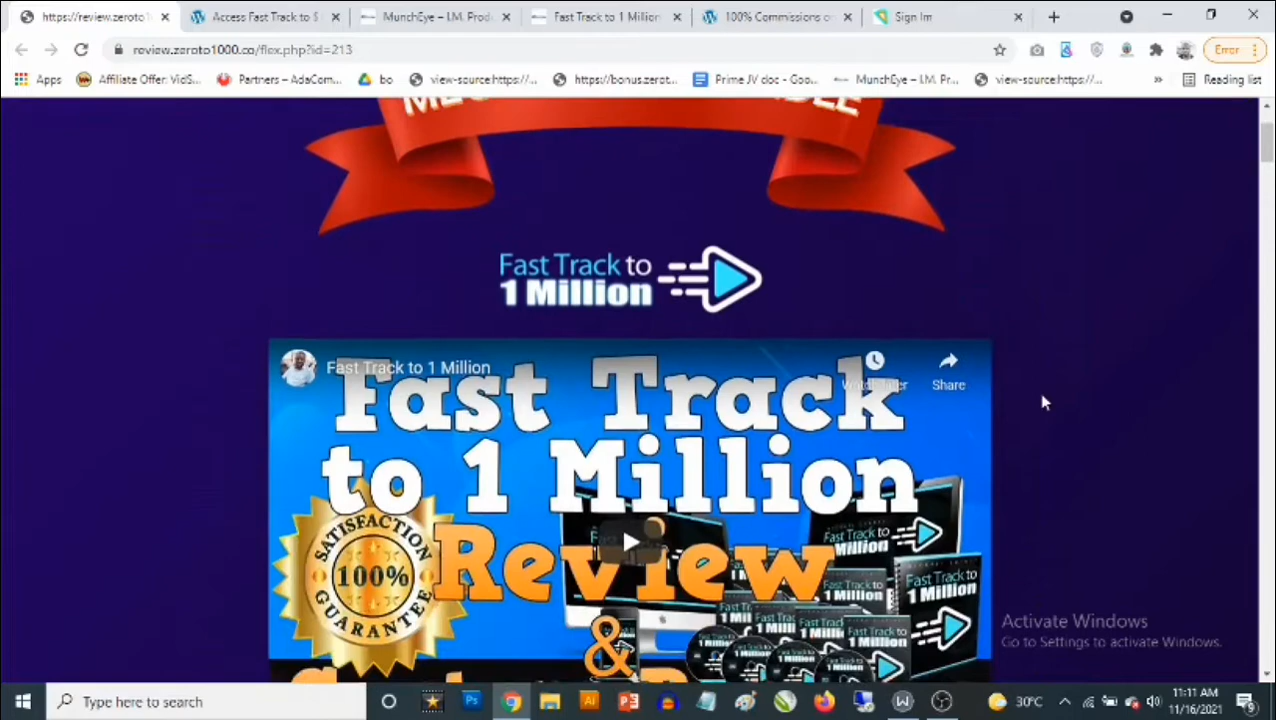 https://review.zeroto1
Access Fast Track to $
MunchEye – I.M. Prod
Fast Track to 1 Million
100% Commissions o
Sign Im
review.zeroto1000.co/flex.php?id=213
Error
Apps
Affiliate Offer: VidS...
Partners – AdaCom...
bo
view-source:https://...
https://bonus.zerot...
Prime JV doc - Goo...
MunchEye – I.M. Pr...
view-source:https://...
»
Reading list
Fast Track to
1 Million
Fast Track to 1 Million
Watch later
Share
Fast Track
to 1 Million
Review
&
SATISFACTION
100%
GUARANTEE
Fast Track to
1 Million
Activate Windows
Go to Settings to activate Windows.
Type here to search
30°C
11:11 AM
11/16/2021
9